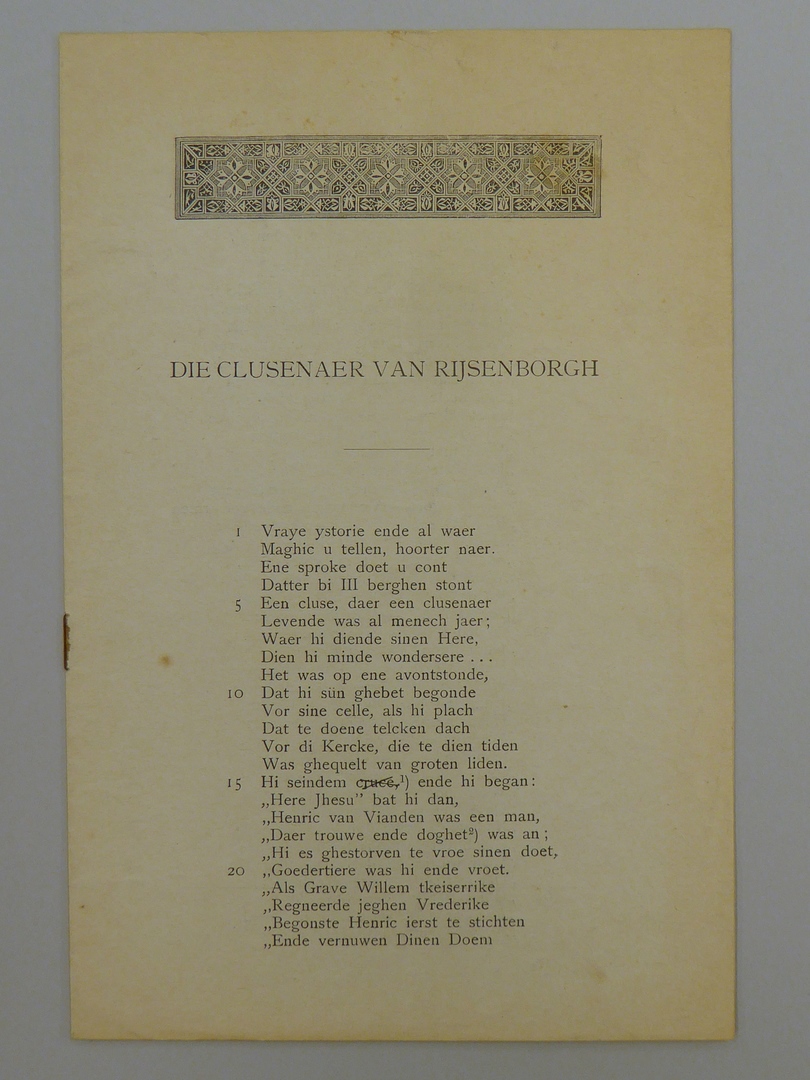 DIE CLUSENAER VAN RIJSENBORGH
1 Vraye ystorie ende al waer
Maghic u tellen, hoorter naer.
Ene sproke doet u cont
Datter bi III berghen stont
5 Een cluse, daer een clusenaer
Levende was al menech jaer;
Waer hi diende sinen Here,
Dien hi minde wondersere . . .
Het was op ene avontstonde,
10 Dat hi sün ghebet begonde
Vor sine celle, als hi plach
Dat te doene telcken dach
Vor di Kercke, die te dien tiden
Was ghequelt van groten liden.
15 Hi seindem ¹) ende hi began:
„Here Jhesu” bat hi dan,
„Henric van Vianden was een man,
„Daer trouwe ende doghet²) was an ;
„Hi es ghestorven te vroe sinen doet,
20 „Goedertiere was hi ende vroet.
„Als Grave Willem tkeiserrike
„Regneerde jeghen Vrederike
„Begonste Henric ierst te stichten
„Ende vernuwen Dinen Doem